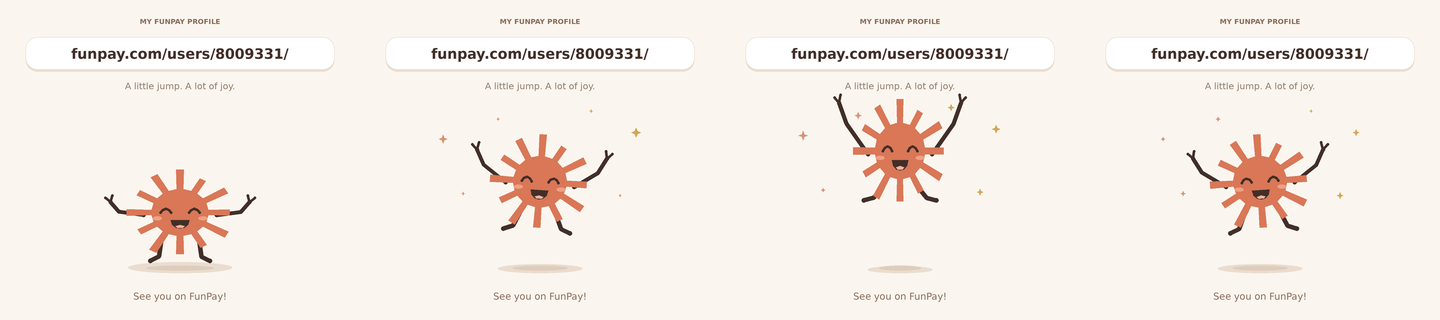 MY FUNPAY PROFILE
funpay.com/users/8009331/
A little jump. A lot of joy.
See you on FunPay!
MY FUNPAY PROFILE
funpay.com/users/8009331/
A little jump. A lot of joy.
See you on FunPay!
MY FUNPAY PROFILE
funpay.com/users/8009331/
A little jump. A lot of joy.
See you on FunPay!
MY FUNPAY PROFILE
funpay.com/users/8009331/
A little jump. A lot of joy.
See you on FunPay!